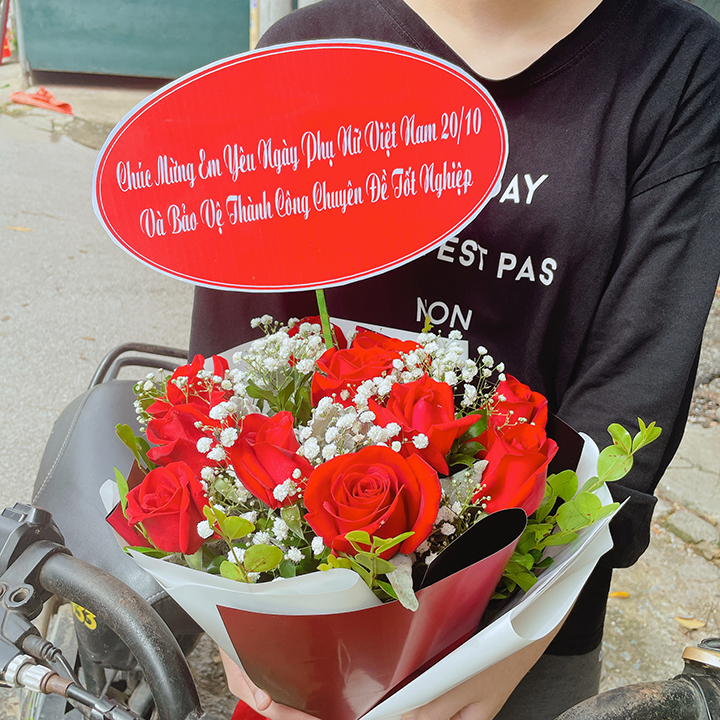 Chúc Mừng Em Yêu Ngày Phụ Nữ Việt Nam 20/10
Và Bảo Vệ Thành Công Chuyên Đề Tốt Nghiệp
EST PAS
NON
33